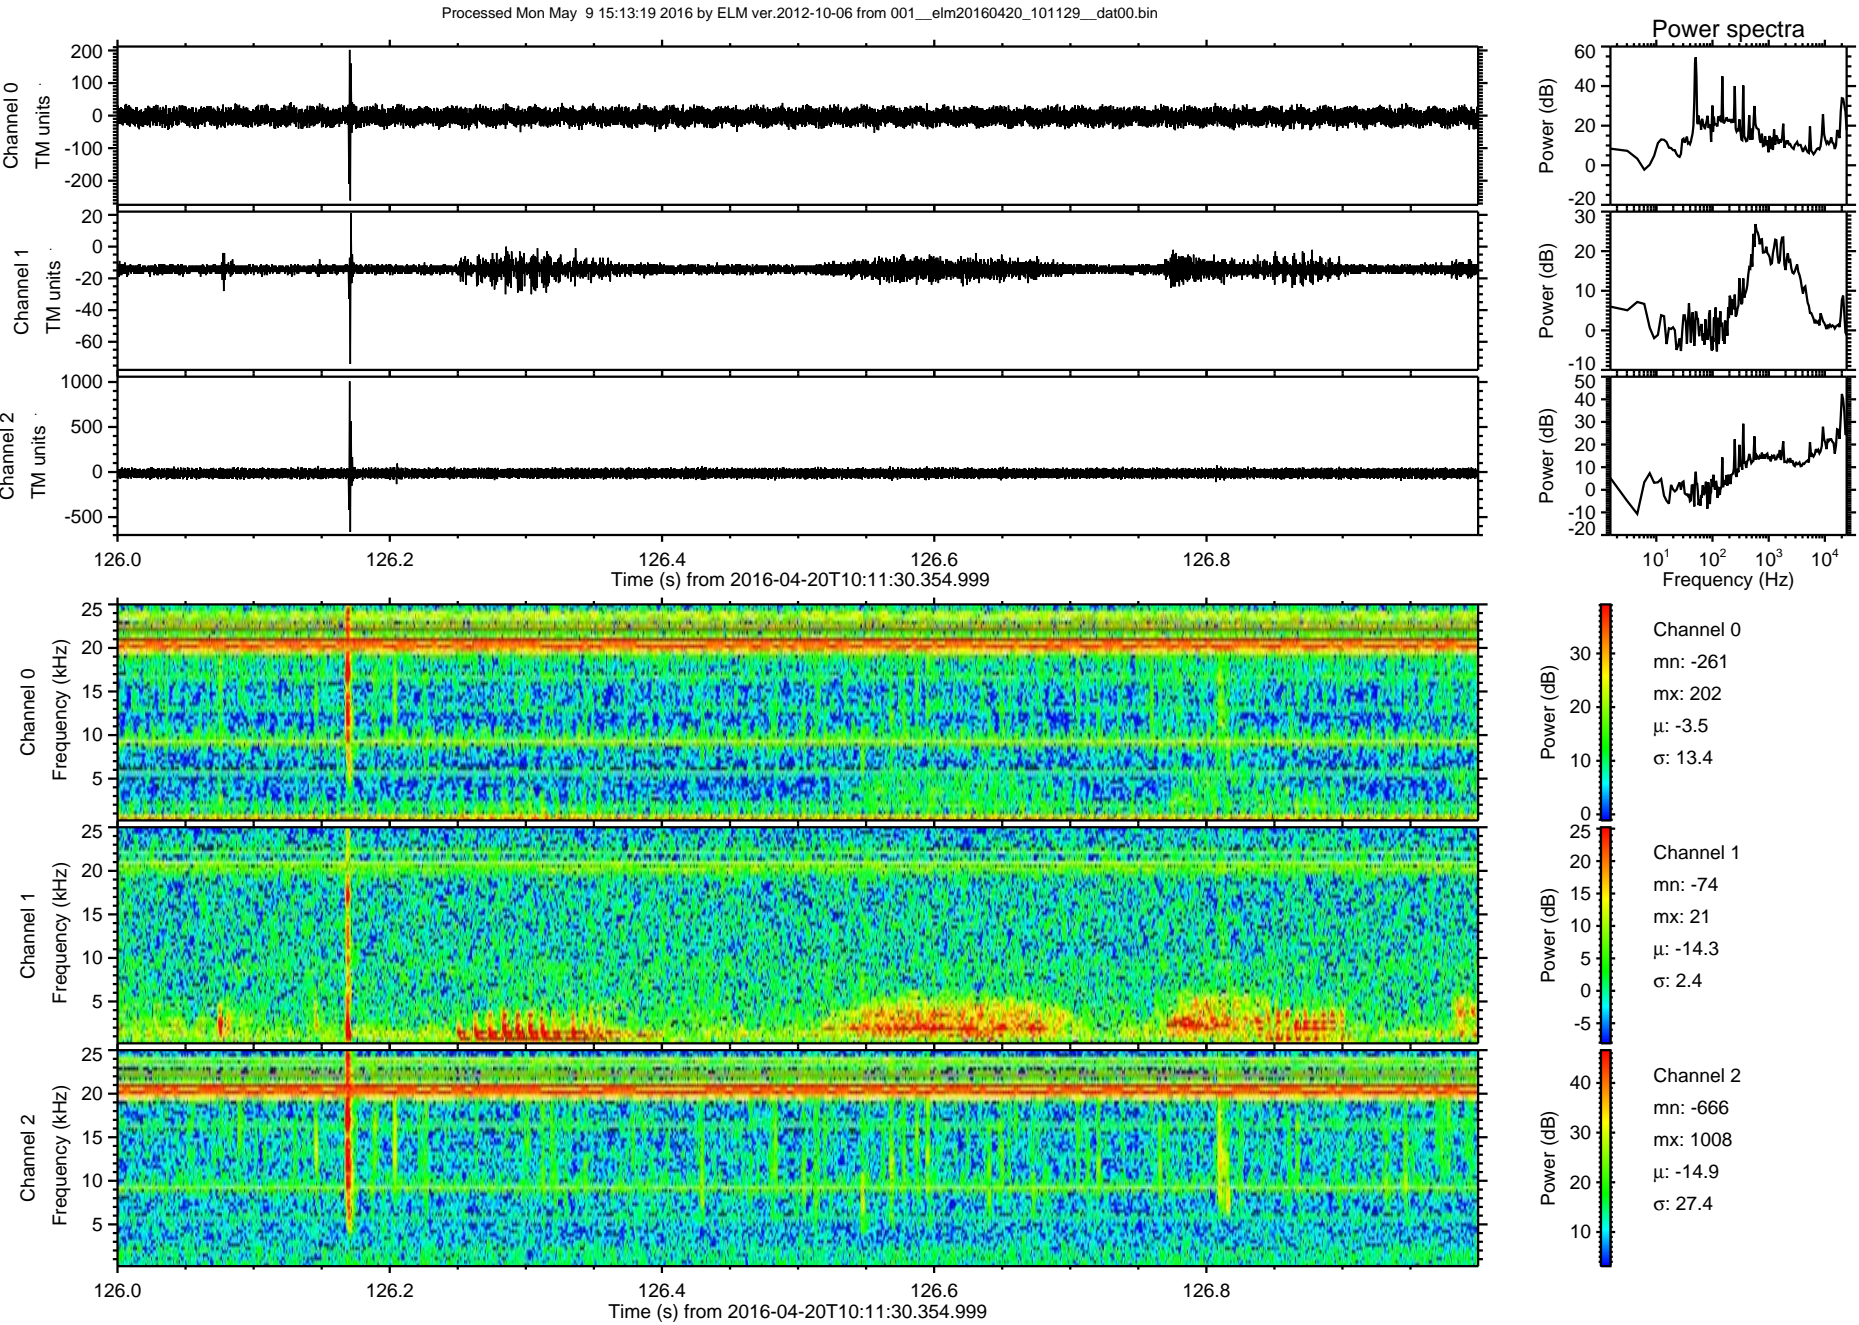 Processed Mon May  9 15:13:19 2016 by ELM ver.2012-10-06 from 001__elm20160420_101129__dat00.bin
Power spectra
Channel 0
TM units
200
100
0
-100
-200
Power (dB)
60
40
20
0
-20
Channel 1
TM units
20
0
-20
-40
-60
Power (dB)
30
20
10
0
-10
Channel 2
TM units
1000
500
0
-500
Power (dB)
50
40
30
20
10
0
-10
-20
126.0 126.2 126.4 126.6 126.8
Time (s) from 2016-04-20T10:11:30.354.999
10^1 10^2 10^3 10^4
Frequency (Hz)
Channel 0
Frequency (kHz)
25
20
15
10
5
Power (dB)
30
20
10
0
Channel 0
mn: -261
mx: 202
μ: -3.5
σ: 13.4
Channel 1
Frequency (kHz)
25
20
15
10
5
Power (dB)
25
20
15
10
5
0
-5
Channel 1
mn: -74
mx: 21
μ: -14.3
σ: 2.4
Channel 2
Frequency (kHz)
25
20
15
10
5
Power (dB)
40
30
20
10
Channel 2
mn: -666
mx: 1008
μ: -14.9
σ: 27.4
126.0 126.2 126.4 126.6 126.8
Time (s) from 2016-04-20T10:11:30.354.999